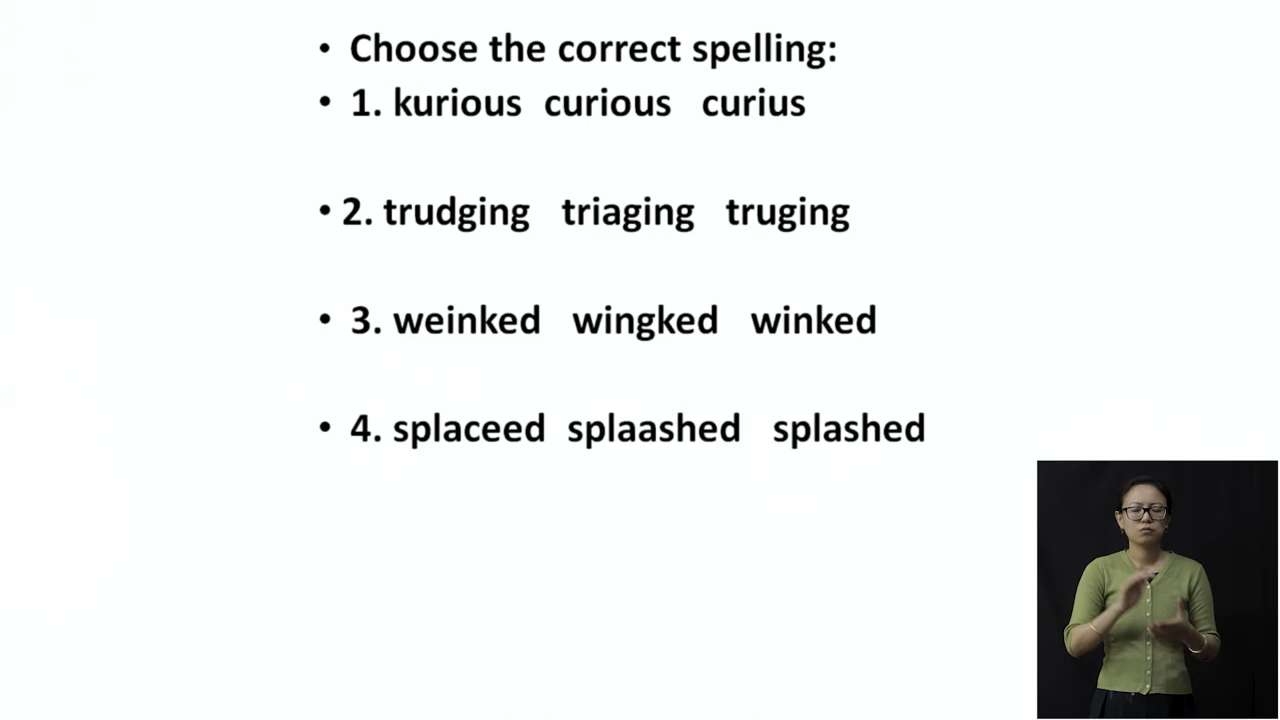 • Choose the correct spelling:
• 1. kurious curious curius
• 2. trudging triaging truging
• 3. weinked wingked winked
• 4. splaceed splaashed splashed